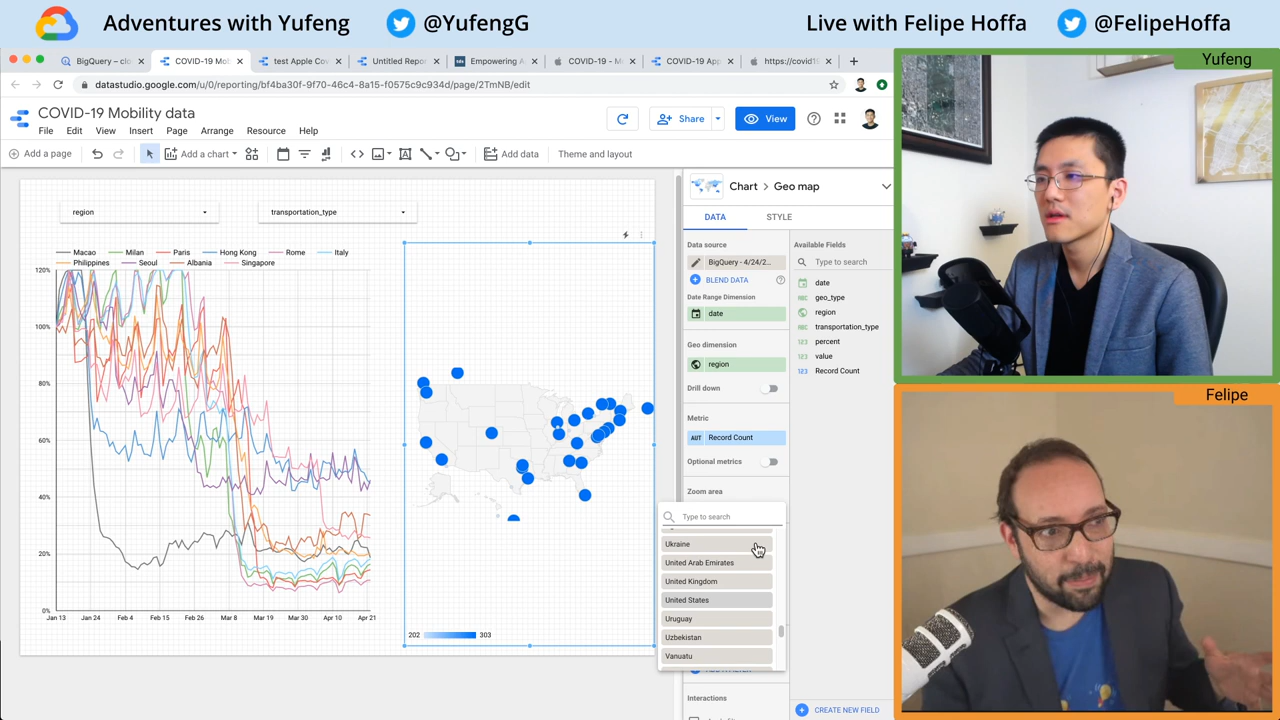 Adventures with Yufeng
@YufengG
Live with Felipe Hoffa
@FelipeHoffa
BigQuery – clo
COVID-19 Mob
test Apple Cov
Untitled Repor
Empowering A
COVID-19 - M
COVID-19 App
https://covid1
datastudio.google.com/u/0/reporting/bf4ba30f-9f70-46c4-8a15-f0575c9c934d/page/2TmNB/edit
COVID-19 Mobility data
File Edit View Insert Page Arrange Resource Help
Share
View
Add a page
Add a chart
Add data
Theme and layout
region
transportation_type
Macao Milan Paris Hong Kong Rome Italy
Philippines Seoul Albania Singapore
120%
100%
80%
60%
40%
20%
0%
Jan 13 Jan 24 Feb 4 Feb 15 Feb 26 Mar 8 Mar 19 Mar 30 Apr 10 Apr 21
202 303
Chart > Geo map
DATA STYLE
Data source
BigQuery - 4/24/2...
BLEND DATA
Date Range Dimension
date
Geo dimension
region
Drill down
Metric
AUT Record Count
Optional metrics
Zoom area
Type to search
Ukraine
United Arab Emirates
United Kingdom
United States
Uruguay
Uzbekistan
Vanuatu
Interactions
Available Fields
Type to search
date
geo_type
region
transportation_type
percent
value
Record Count
CREATE NEW FIELD
Yufeng
Felipe